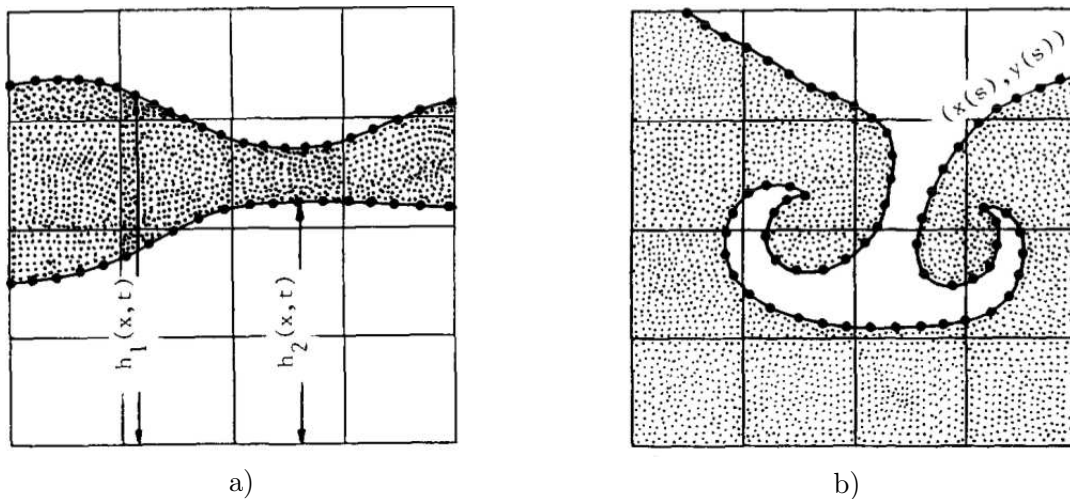 h₁(x,t)
h₂(x,t)
(x(s),y(s))
a)
b)